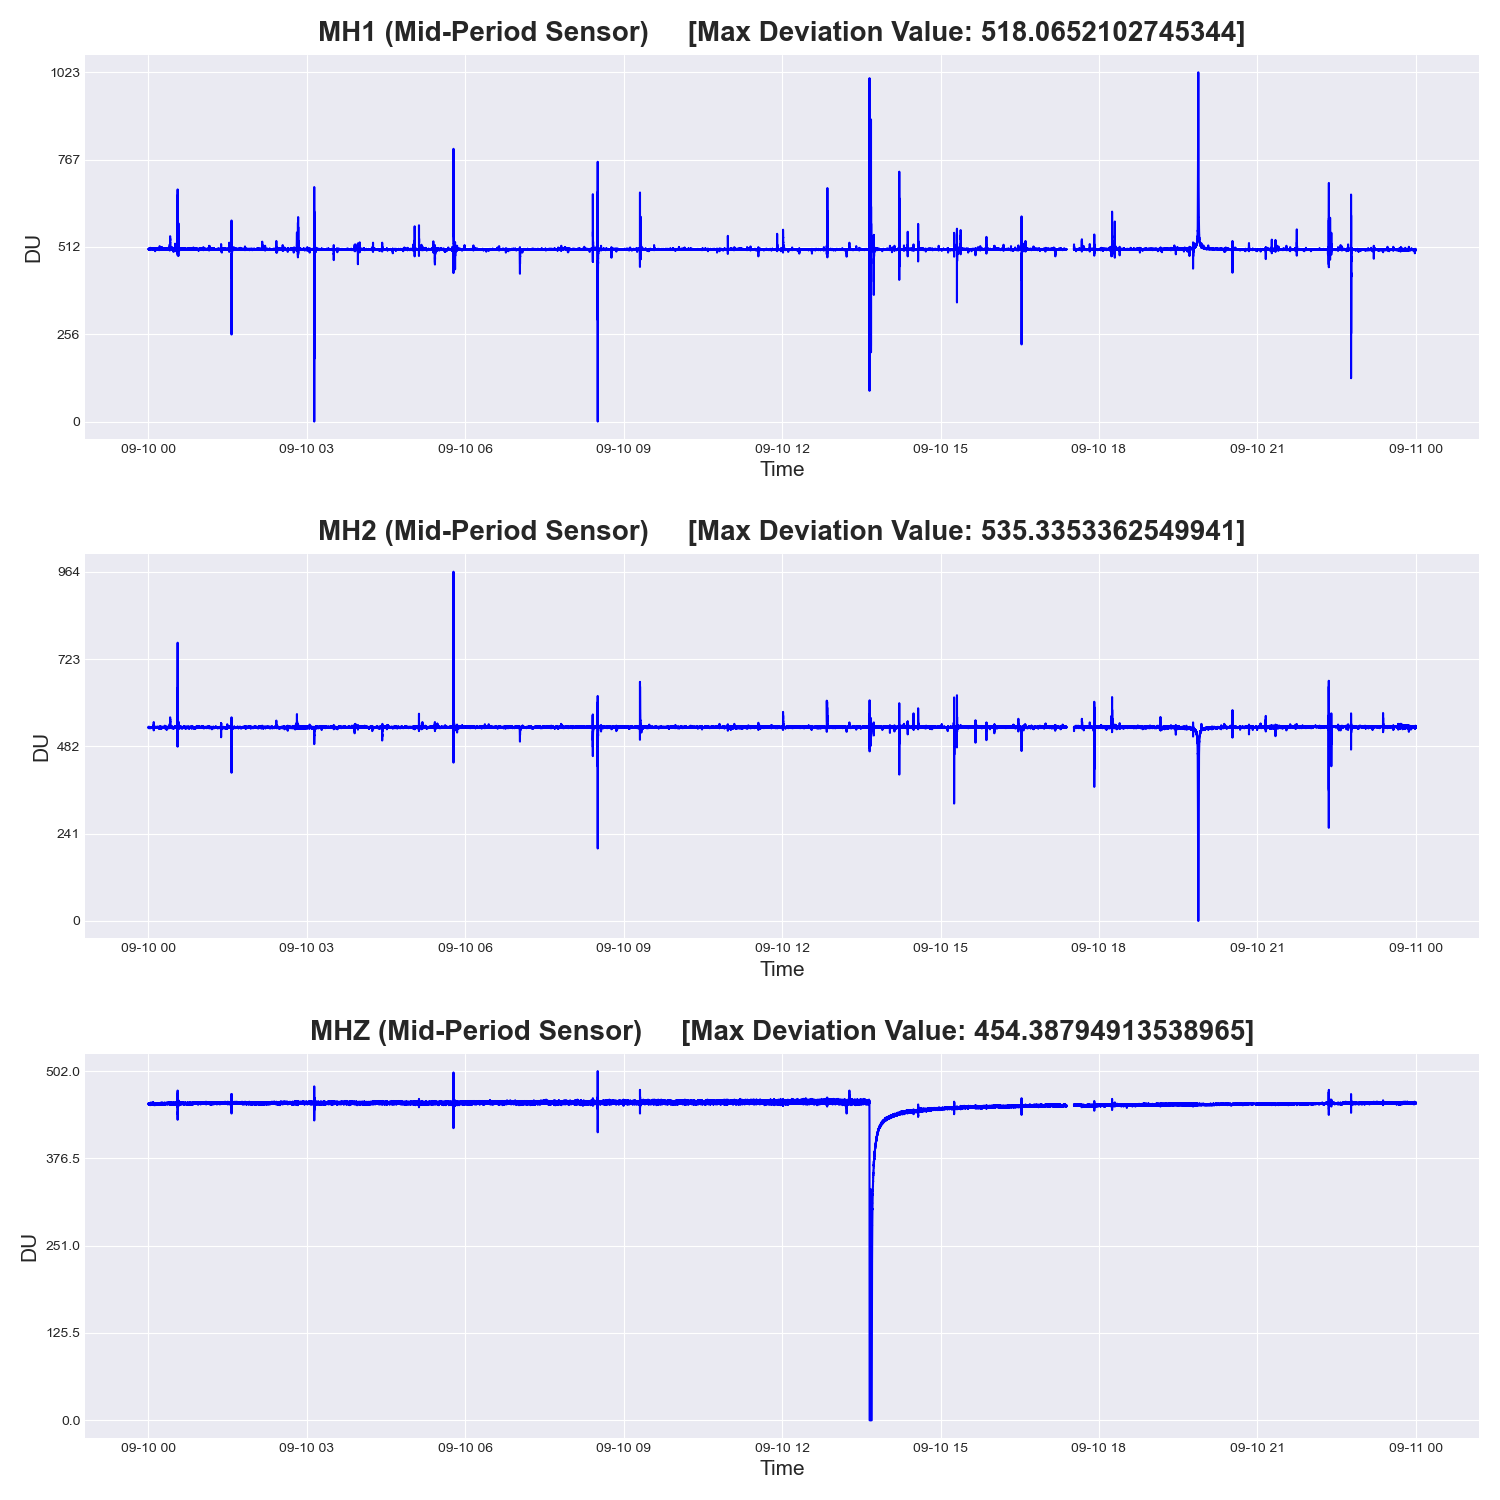 MH1 (Mid-Period Sensor) [Max Deviation Value: 518.0652102745344]
1023
767
512
256
0
DU
09-10 00 09-10 03 09-10 06 09-10 09 09-10 12 09-10 15 09-10 18 09-10 21 09-11 00
Time
MH2 (Mid-Period Sensor) [Max Deviation Value: 535.3353362549941]
964
723
482
241
0
DU
09-10 00 09-10 03 09-10 06 09-10 09 09-10 12 09-10 15 09-10 18 09-10 21 09-11 00
Time
MHZ (Mid-Period Sensor) [Max Deviation Value: 454.38794913538965]
502.0
376.5
251.0
125.5
0.0
DU
09-10 00 09-10 03 09-10 06 09-10 09 09-10 12 09-10 15 09-10 18 09-10 21 09-11 00
Time